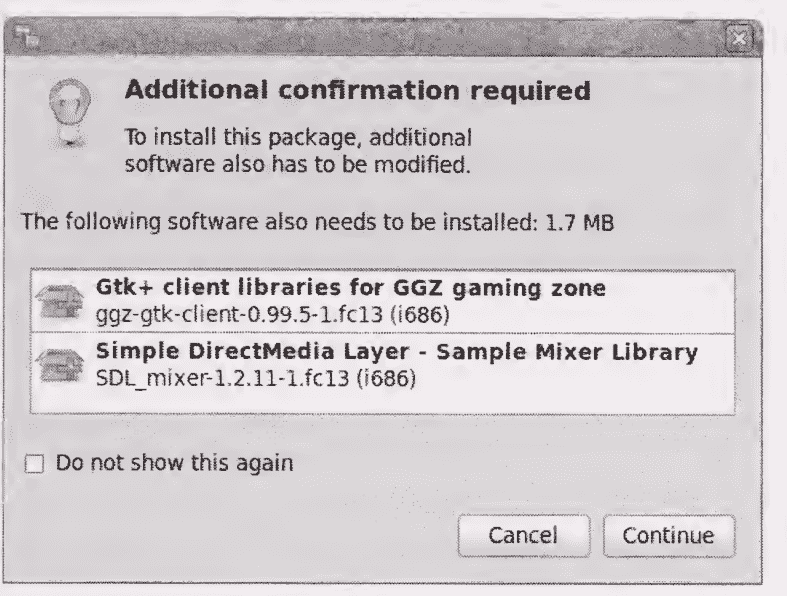 Additional confirmation required
To install this package, additional
software also has to be modified.
The following software also needs to be installed: 1.7 MB
Gtk+ client libraries for GGZ gaming zone
ggz-gtk-client-0.99.5-1.fc13 (i686)
Simple DirectMedia Layer - Sample Mixer Library
SDL_mixer-1.2.11-1.fc13 (i686)
Do not show this again
Cancel
Continue